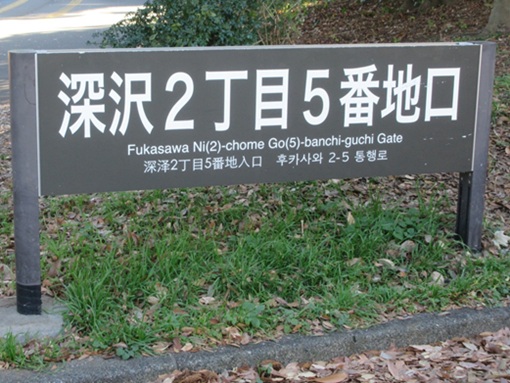 深沢2丁目5番地口
Fukasawa Ni(2)-chome Go(5)-banchi-guchi Gate
深泽2丁目5番地入口 후카사와 2-5 통행로